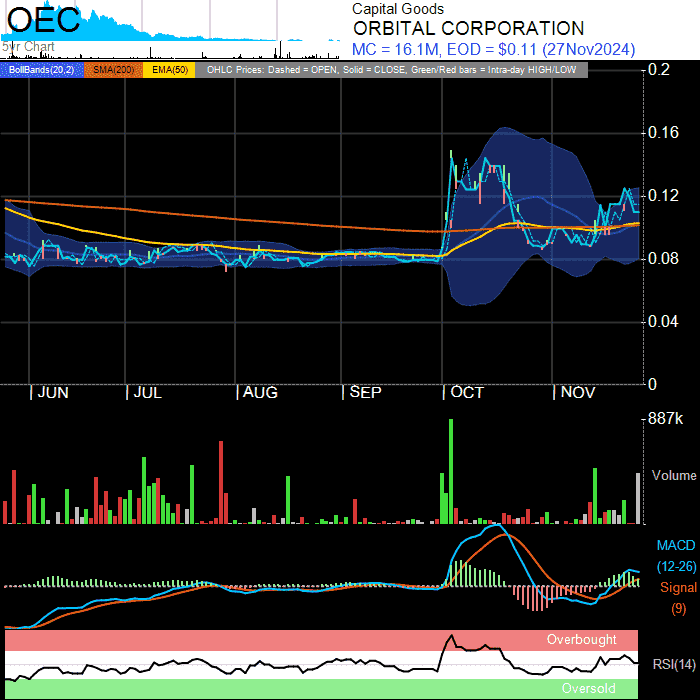 OEC
5yr Chart
Capital Goods
ORBITAL CORPORATION
MC = 16.1M, EOD = $0.11 (27Nov2024)
BollBands(20,2) SMA(200) EMA(50) OHLC Prices: Dashed = OPEN, Solid = CLOSE, Green/Red bars = Intra-day HIGH/LOW
0.2
0.16
0.12
0.08
0.04
0
| JUN | JUL | AUG | SEP | OCT | NOV
887k
Volume
MACD
(12-26)
Signal
(9)
Overbought
RSI(14)
Oversold